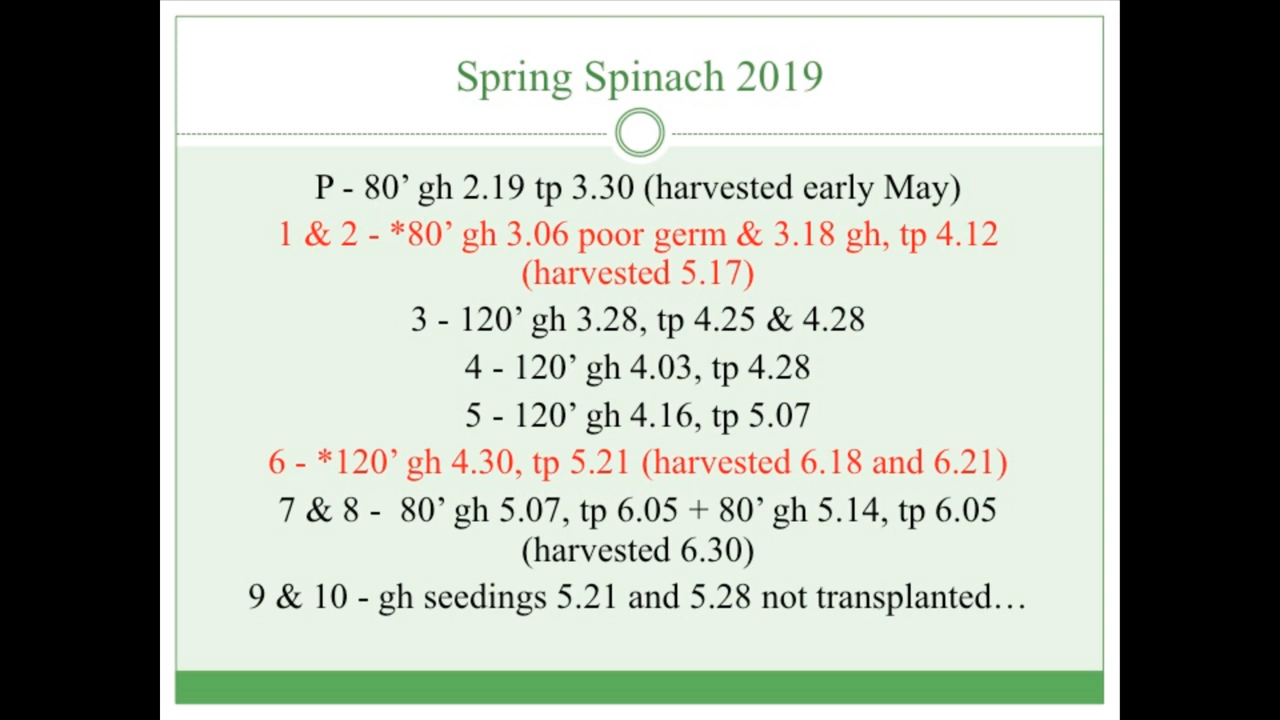 Spring Spinach 2019
P - 80’ gh 2.19 tp 3.30 (harvested early May)
1 & 2 - *80’ gh 3.06 poor germ & 3.18 gh, tp 4.12
(harvested 5.17)
3 - 120’ gh 3.28, tp 4.25 & 4.28
4 - 120’ gh 4.03, tp 4.28
5 - 120’ gh 4.16, tp 5.07
6 - *120’ gh 4.30, tp 5.21 (harvested 6.18 and 6.21)
7 & 8 -  80’ gh 5.07, tp 6.05 + 80’ gh 5.14, tp 6.05
(harvested 6.30)
9 & 10 - gh seedings 5.21 and 5.28 not transplanted…